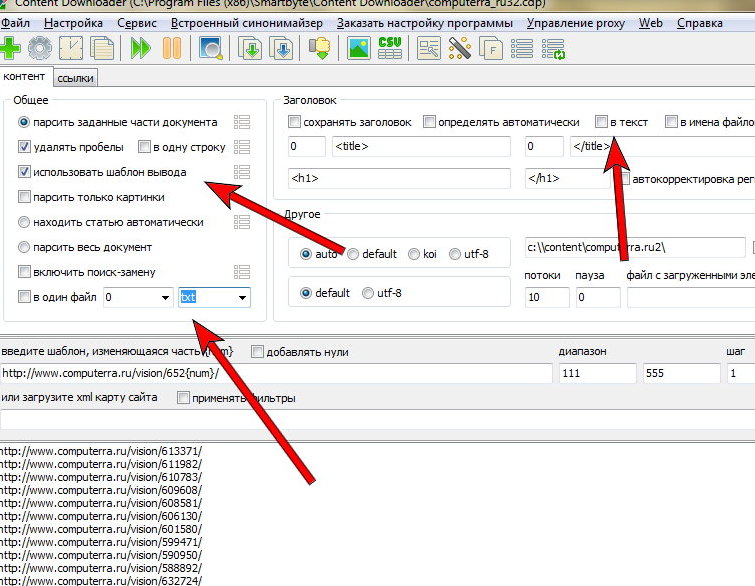 Content Downloader (C:\Program Files (x86)\Smartbyte\Content Downloader\computerra_ru32.cdp)
Файл Настройка Сервис Встроенный синонимайзер Заказать настройку программы Управление proxy Web Справка
CSV
F
контент ссылки
Общее
парсить заданные части документа
удалять пробелы в одну строку
использовать шаблон вывода
парсить только картинки
находить статью автоматически
парсить весь документ
включить поиск-замену
в один файл 0 txt
Заголовок
сохранять заголовок определять автоматически в текст в имена файло
0 <title> 0 </title>
<h1> </h1> автокорректировка рег
Другое
auto default koi utf-8 c:\\content\computerra.ru2\
потоки пауза файл с загруженными эле
default utf-8 10 0
введите шаблон, изменяющаяся часть {num} добавлять нули диапазон шаг
http://www.computerra.ru/vision/652{num}/ 111 555 1
или загрузите xml карту сайта применять фильтры
http://www.computerra.ru/vision/613371/
http://www.computerra.ru/vision/611982/
http://www.computerra.ru/vision/610783/
http://www.computerra.ru/vision/609608/
http://www.computerra.ru/vision/608581/
http://www.computerra.ru/vision/606130/
http://www.computerra.ru/vision/601580/
http://www.computerra.ru/vision/599471/
http://www.computerra.ru/vision/590950/
http://www.computerra.ru/vision/588892/
http://www.computerra.ru/vision/632724/